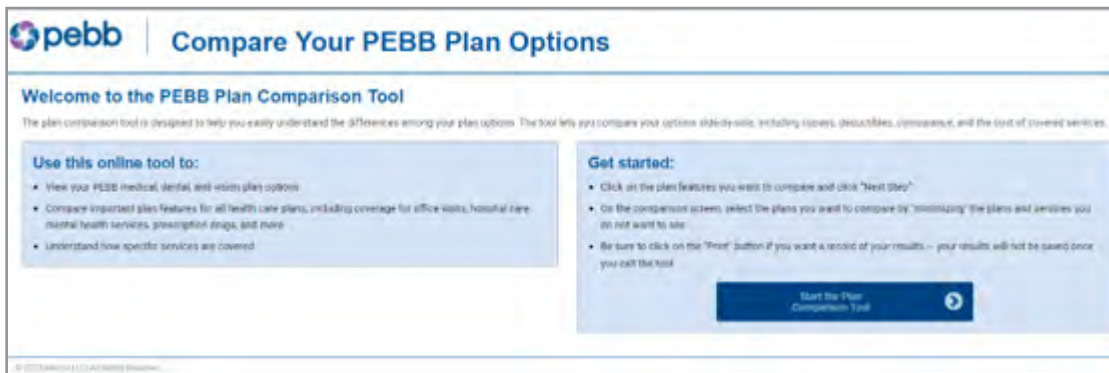 pebb
Compare Your PEBB Plan Options
Welcome to the PEBB Plan Comparison Tool
The plan comparison tool is designed to help you easily understand the differences among your plan options. The tool lets you compare your options side-by-side, including copays, deductibles, coinsurance, and the cost of covered services.
Use this online tool to:
• View your PEBB medical, dental, and vision plan options
• Compare important plan features for all health care plans, including coverage for office visits, hospital care
mental health services, prescription drugs, and more
• Understand how specific services are covered
Get started:
• Click on the plan features you want to compare and click "Next Step"
• On the comparison screen, select the plans you want to compare by "minimizing" the plans and services you
do not want to see
• Be sure to click on the "Print" button if you want a record of your results – your results will not be saved once
you exit the tool
Start the Plan
Comparison Tool